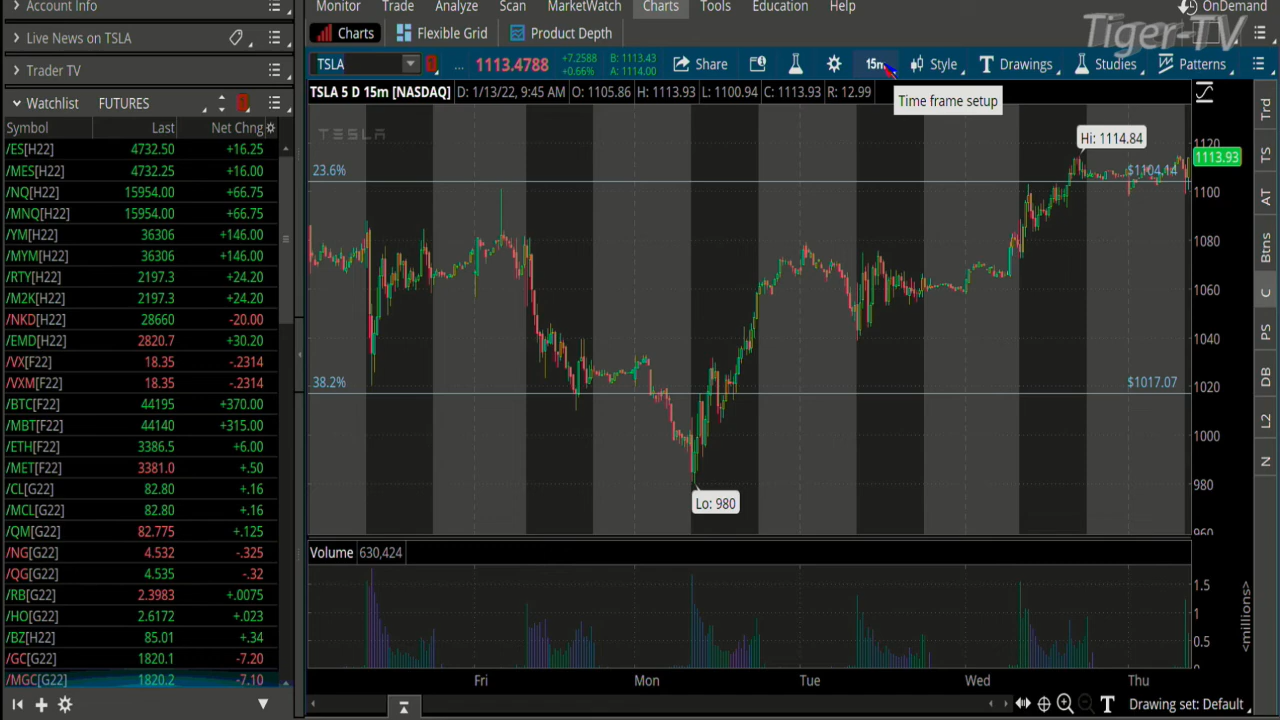 Account Info
Monitor Trade Analyze Scan MarketWatch Charts Tools Education Help
OnDemand
Tiger-TV
Live News on TSLA
Charts Flexible Grid Product Depth
Trader TV
TSLA ... 1113.4788 +7.2588 +0.66% B: 1113.43 A: 1114.00 Share 15m Style Drawings Studies Patterns
Time frame setup
Watchlist FUTURES
TSLA 5 D 15m [NASDAQ] D: 1/13/22, 9:45 AM O: 1105.86 H: 1113.93 L: 1100.94 C: 1113.93 R: 12.99
Symbol Last Net Chng
/ES[H22] 4732.50 +16.25
/MES[H22] 4732.25 +16.00
/NQ[H22] 15954.00 +66.75
/MNQ[H22] 15954.00 +66.75
/YM[H22] 36306 +146.00
/MYM[H22] 36306 +146.00
/RTY[H22] 2197.3 +24.20
/M2K[H22] 2197.3 +24.20
/NKD[H22] 28660 -20.00
/EMD[H22] 2820.7 +30.20
/VX[F22] 18.35 -.2314
/VXM[F22] 18.35 -.2314
/BTC[F22] 44195 +370.00
/MBT[F22] 44140 +315.00
/ETH[F22] 3386.5 +6.00
/MET[F22] 3381.0 +.50
/CL[G22] 82.80 +.16
/MCL[G22] 82.80 +.16
/QM[G22] 82.775 +.125
/NG[G22] 4.532 -.325
/QG[G22] 4.535 -.32
/RB[G22] 2.3983 +.0075
/HO[G22] 2.6172 +.023
/BZ[H22] 85.01 +.34
/GC[G22] 1820.1 -7.20
/MGC[G22] 1820.2 -7.10
TESLA
Hi: 1114.84
23.6% $1104.14
38.2% $1017.07
Lo: 980
1120
1113.93
1100
1080
1060
1040
1020
1000
980
960
Volume 630,424
1.5
1
0.5
0
<millions>
Fri Mon Tue Wed Thu
Drawing set: Default
Trd
TS
AT
Btns
C
PS
DB
L2
N